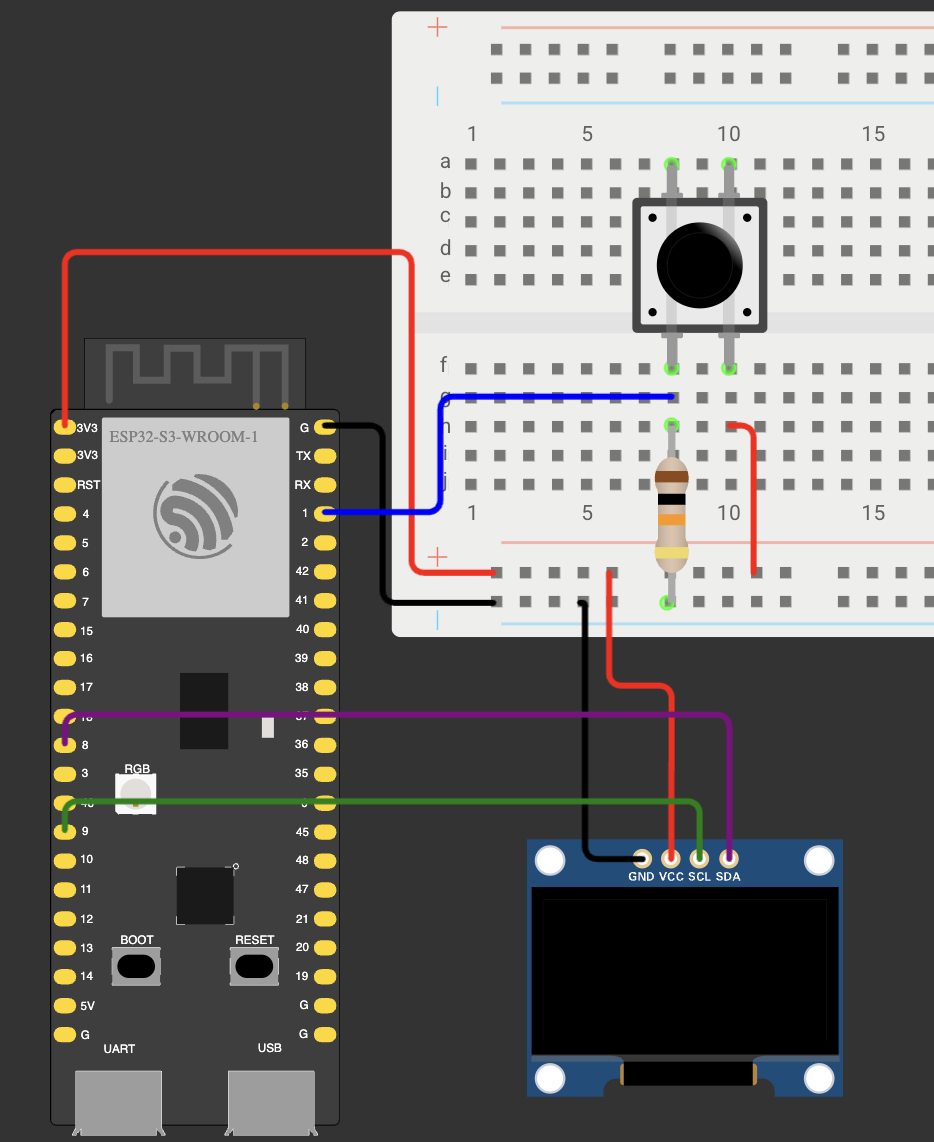 +
1 5 10 15
a
b
c
d
e
f
g
h
i
j
1 5 10 15
+
ESP32-S3-WROOM-1
3V3 G
3V3 TX
RST RX
4 1
5 2
6 42
7 41
15 40
16 39
17 38
18 37
8 36
3 35
RGB
45
9
10 48
11 47
12 21
13 20
14 19
5V G
G G
BOOT RESET
UART USB
GND VCC SCL SDA